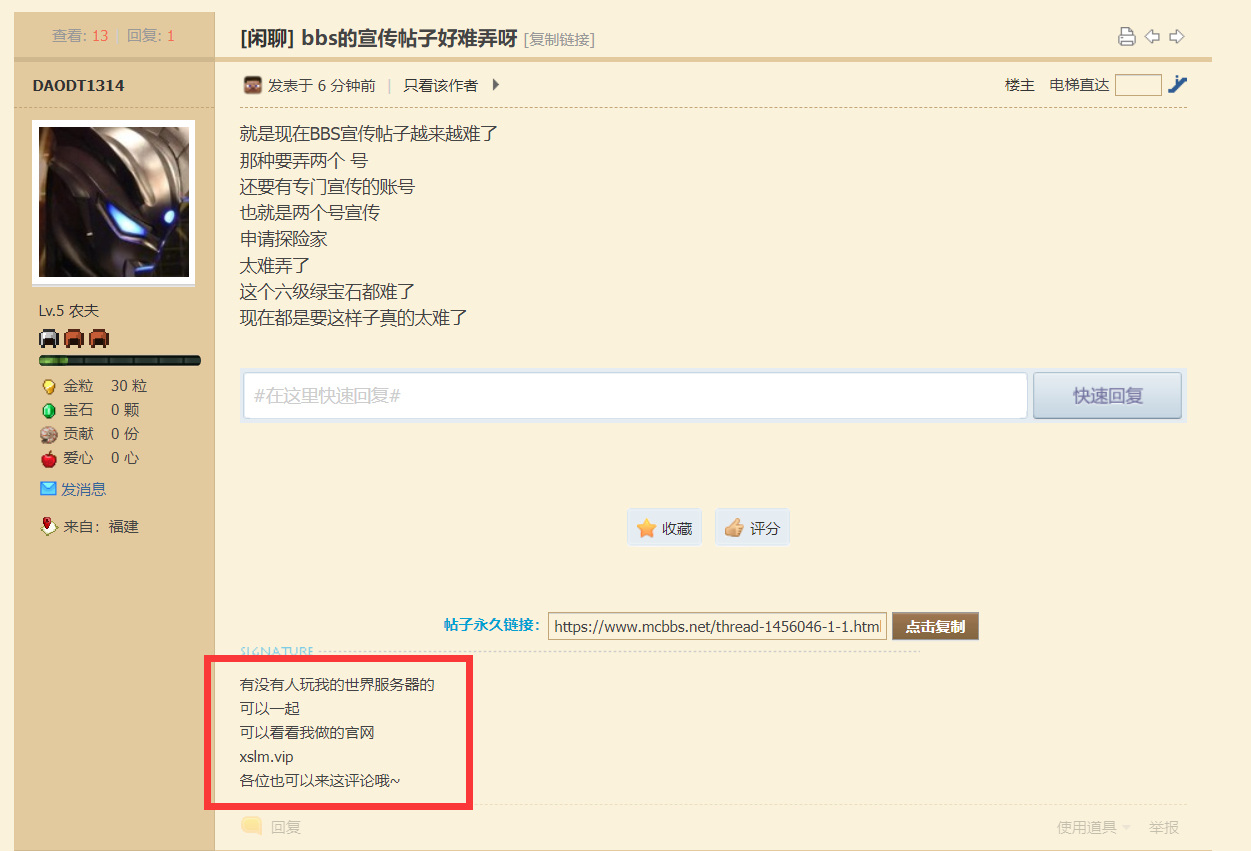 查看: 13 | 回复: 1
[闲聊] bbs的宣传帖子好难弄呀 [复制链接]
DAODT1314
发表于 6 分钟前 | 只看该作者
楼主 电梯直达
就是现在BBS宣传帖子越来越难了
那种要弄两个 号
还要有专门宣传的账号
也就是两个号宣传
申请探险家
太难弄了
这个六级绿宝石都难了
现在都是要这样子真的太难了
Lv.5 农夫
金粒 30 粒
宝石 0 颗
贡献 0 份
爱心 0 心
发消息
来自: 福建
#在这里快速回复#
快速回复
收藏
评分
帖子永久链接: https://www.mcbbs.net/thread-1456046-1-1.html
点击复制
SIGNATURE
有没有人玩我的世界服务器的
可以一起
可以看看我做的官网
xslm.vip
各位也可以来这评论哦~
回复
使用道具 举报